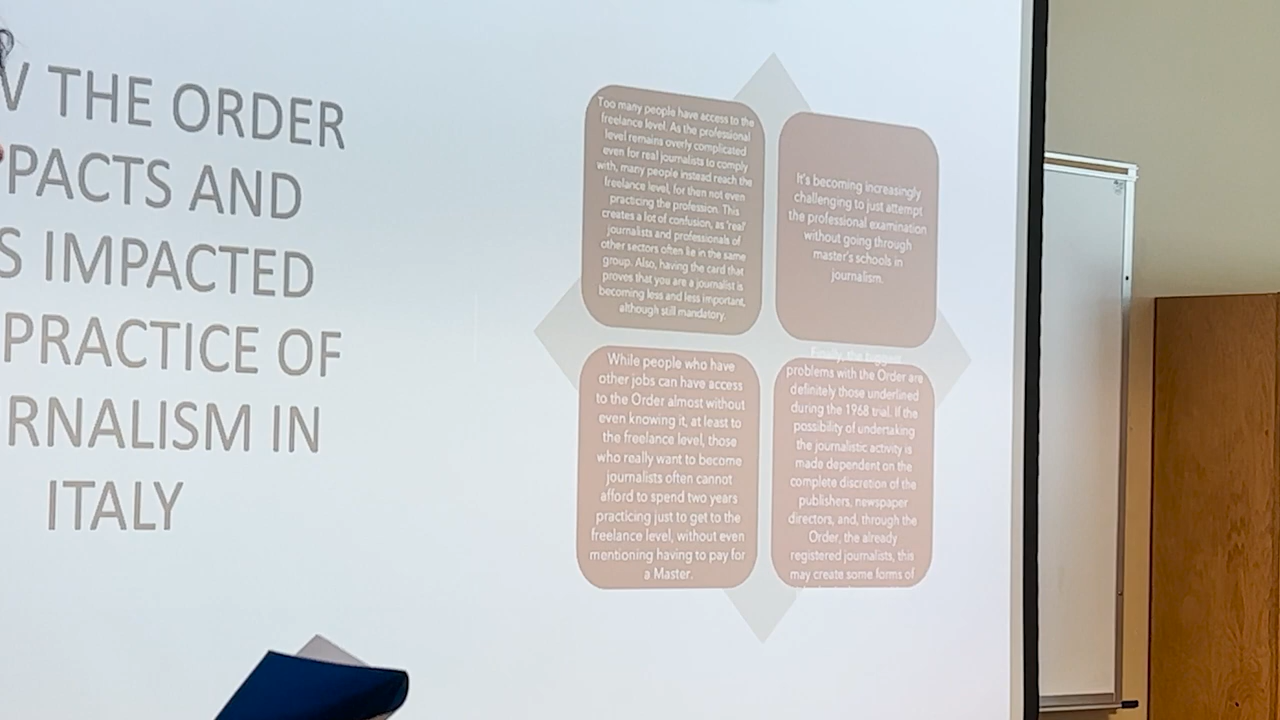 THE ORDER
PACTS AND
S IMPACTED
PRACTICE OF
RNALISM IN
ITALY
Too many people have access to the
freelance level. As the professional
level remains overly complicated
even for real journalists to comply
with, many people instead reach the
freelance level, for then not even
practicing the profession. This
creates a lot of confusion, as 'real'
journalists and professionals of
other sectors often lie in the same
group. Also, having the card that
proves that you are a journalist is
becoming less and less important,
although still mandatory.
It's becoming increasingly
challenging to just attempt
the professional examination
without going through
master's schools in
journalism.
While people who have
other jobs can have access
to the Order almost without
even knowing it, at least to
the freelance level, those
who really want to become
journalists often cannot
afford to spend two years
practicing just to get to the
freelance level, without even
mentioning having to pay for
a Master.
Finally, the biggest
problems with the Order are
definitely those underlined
during the 1968 trial. If the
possibility of undertaking
the journalistic activity is
made dependent on the
complete discretion of the
publishers, newspaper
directors, and, through the
Order, the already
registered journalists, this
may create some forms of